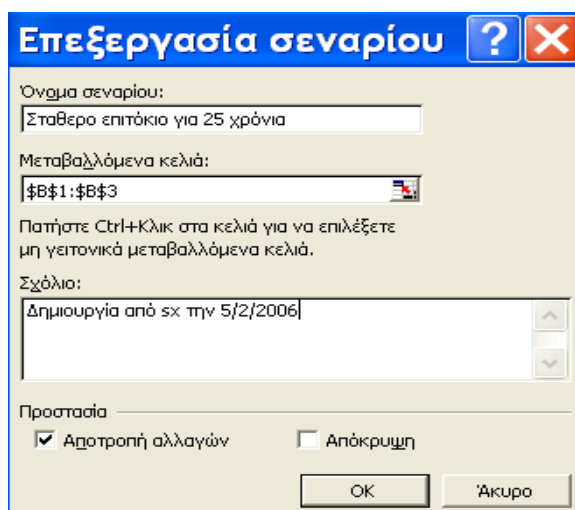 Επεξεργασία σεναρίου
Όνομα σεναρίου:
Σταθερο επιτόκιο για 25 χρόνια
Μεταβαλλόμενα κελιά:
$B$1:$B$3
Πατήστε Ctrl+Κλικ στα κελιά για να επιλέξετε
μη γειτονικά μεταβαλλόμενα κελιά.
Σχόλιο:
Δημιουργία από sx την 5/2/2006
Προστασία
Αποτροπή αλλαγών Απόκρυψη
OK Άκυρο